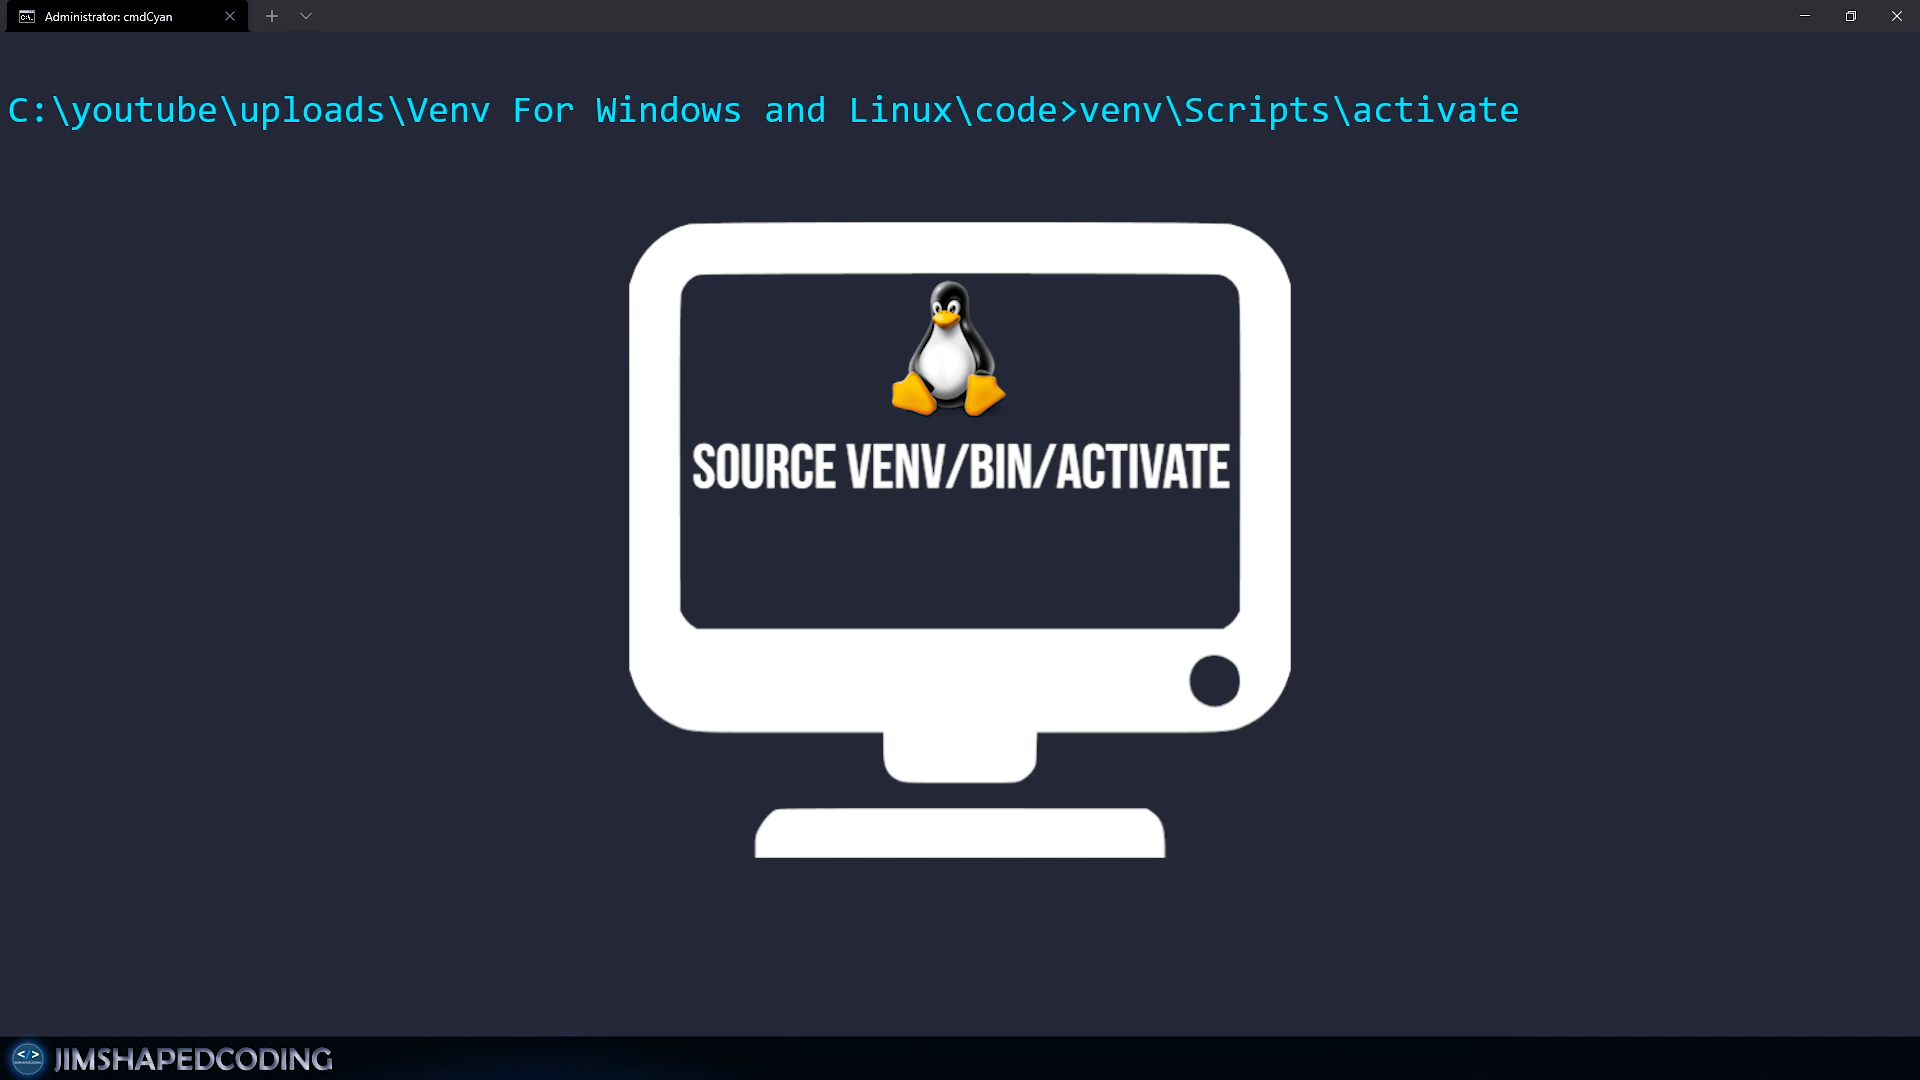 Administrator: cmdCyan
C:\youtube\uploads\Venv For Windows and Linux\code>venv\Scripts\activate
SOURCE VENV/BIN/ACTIVATE
JIMSHAPEDCODING